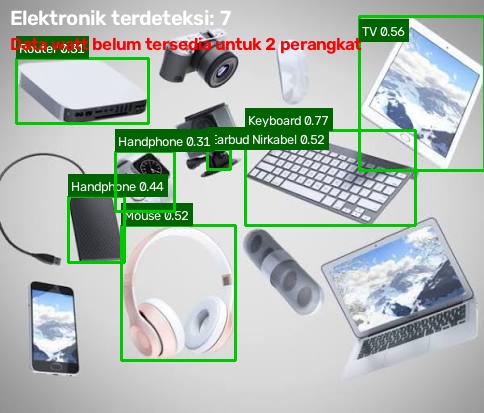 Elektronik terdeteksi: 7
Data watt belum tersedia untuk 2 perangkat
TV 0.56
Router 0.31
Keyboard 0.77
Handphone 0.31
Earbud Nirkabel 0.52
Handphone 0.44
Mouse 0.52